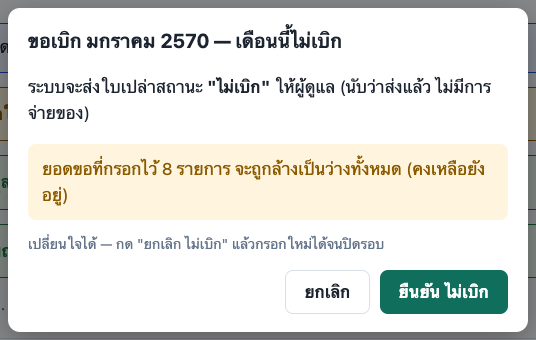 ขอเบิก มกราคม 2570 — เดือนนี้ไม่เบิก
ระบบจะส่งใบเปล่าสถานะ "ไม่เบิก" ให้ผู้ดูแล (นับว่าส่งแล้ว ไม่มีการ
จ่ายของ)
ยอดขอที่กรอกไว้ 8 รายการ จะถูกล้างเป็นว่างทั้งหมด (คงเหลือยัง
อยู่)
เปลี่ยนใจได้ — กด "ยกเลิก ไม่เบิก" แล้วกรอกใหม่ได้จนปิดรอบ
ยกเลิก
ยืนยัน ไม่เบิก